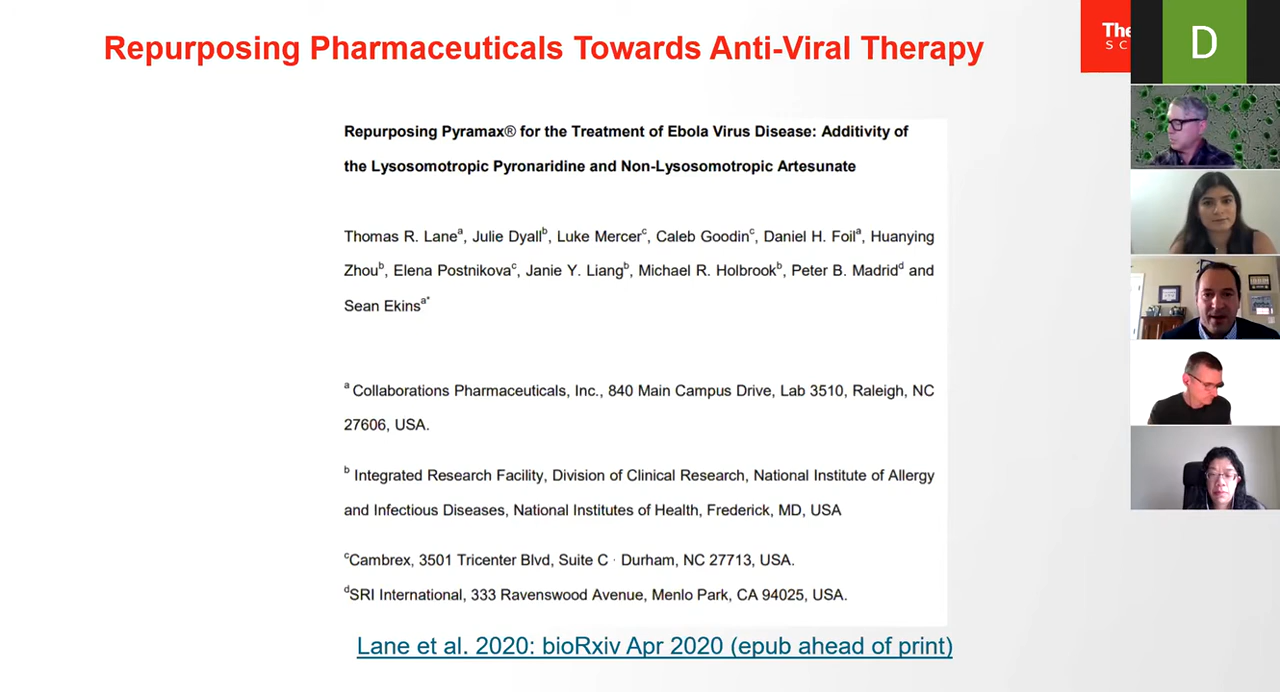 Repurposing Pharmaceuticals Towards Anti-Viral Therapy
The
SC
D
Repurposing Pyramax® for the Treatment of Ebola Virus Disease: Additivity of
the Lysosomotropic Pyronaridine and Non-Lysosomotropic Artesunate
Thomas R. Laneᵃ, Julie Dyallᵇ, Luke Mercerᶜ, Caleb Goodinᶜ, Daniel H. Foilᵃ, Huanying
Zhouᵇ, Elena Postnikovaᶜ, Janie Y. Liangᵇ, Michael R. Holbrookᵇ, Peter B. Madridᵈ and
Sean Ekinsᵃ*
ᵃ Collaborations Pharmaceuticals, Inc., 840 Main Campus Drive, Lab 3510, Raleigh, NC
27606, USA.
ᵇ Integrated Research Facility, Division of Clinical Research, National Institute of Allergy
and Infectious Diseases, National Institutes of Health, Frederick, MD, USA
ᶜCambrex, 3501 Tricenter Blvd, Suite C · Durham, NC 27713, USA.
ᵈSRI International, 333 Ravenswood Avenue, Menlo Park, CA 94025, USA.
Lane et al. 2020: bioRxiv Apr 2020 (epub ahead of print)